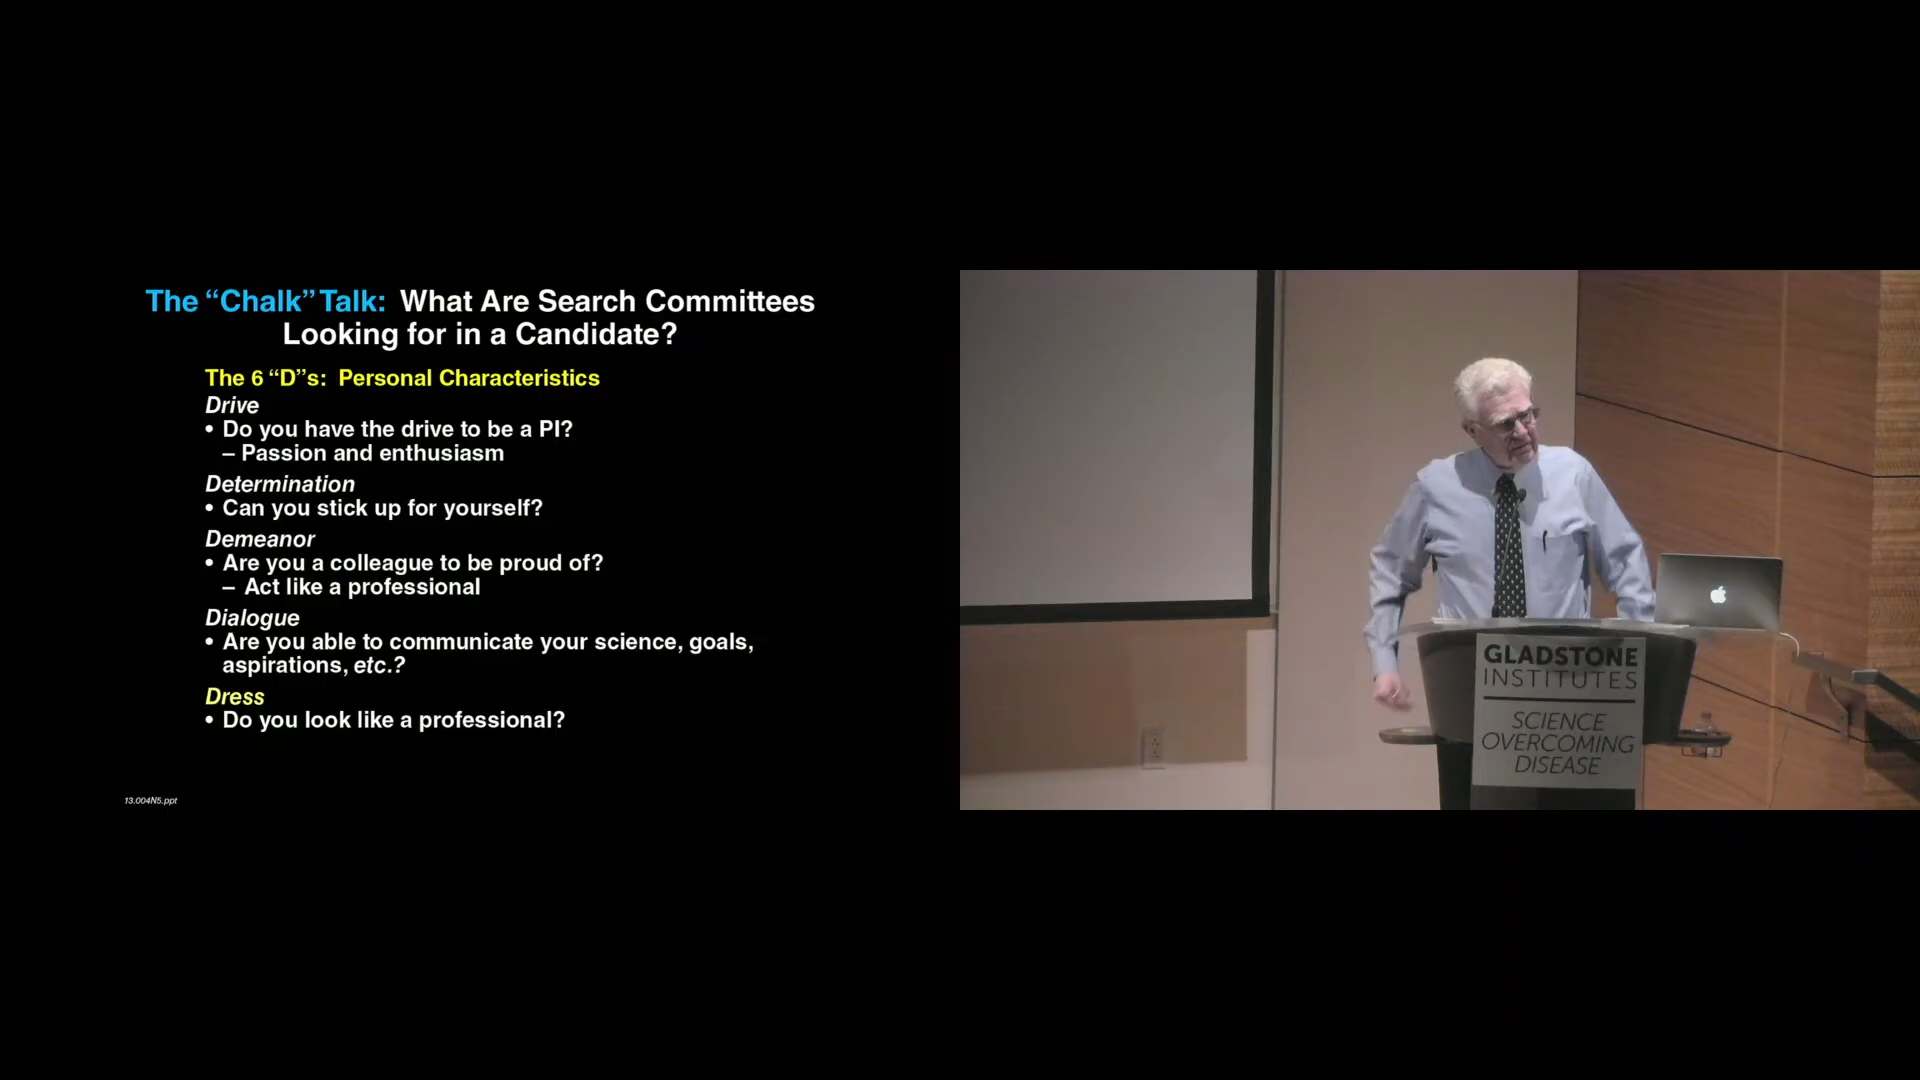 The “Chalk” Talk: What Are Search Committees
Looking for in a Candidate?
The 6 “D”s: Personal Characteristics
Drive
• Do you have the drive to be a PI?
– Passion and enthusiasm
Determination
• Can you stick up for yourself?
Demeanor
• Are you a colleague to be proud of?
– Act like a professional
Dialogue
• Are you able to communicate your science, goals,
aspirations, etc.?
Dress
• Do you look like a professional?
13.004N5.ppt
GLADSTONE
INSTITUTES
SCIENCE
OVERCOMING
DISEASE